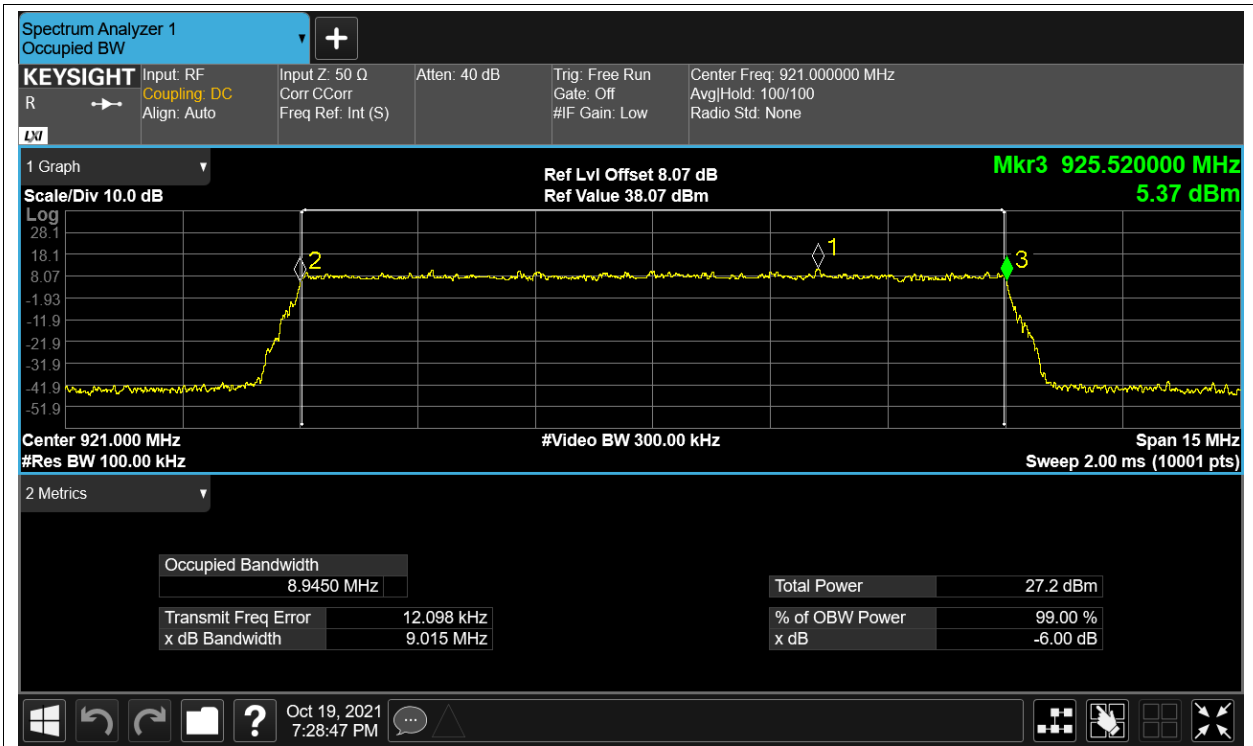 Spectrum Analyzer 1
Occupied BW
KEYSIGHT
R
LXI
Input: RF
Coupling: DC
Align: Auto
Input Z: 50 Ω
Corr CCorr
Freq Ref: Int (S)
Atten: 40 dB
Trig: Free Run
Gate: Off
#IF Gain: Low
Center Freq: 921.000000 MHz
Avg|Hold: 100/100
Radio Std: None
1 Graph
Scale/Div 10.0 dB
Ref Lvl Offset 8.07 dB
Ref Value 38.07 dBm
Mkr3 925.520000 MHz
5.37 dBm
Log
28.1
18.1
8.07
-1.93
-11.9
-21.9
-31.9
-41.9
-51.9
2
1
3
Center 921.000 MHz
#Res BW 100.00 kHz
#Video BW 300.00 kHz
Span 15 MHz
Sweep 2.00 ms (10001 pts)
2 Metrics
Occupied Bandwidth
8.9450 MHz
Transmit Freq Error 12.098 kHz
x dB Bandwidth 9.015 MHz
Total Power 27.2 dBm
% of OBW Power 99.00 %
x dB -6.00 dB
?
Oct 19, 2021
7:28:47 PM